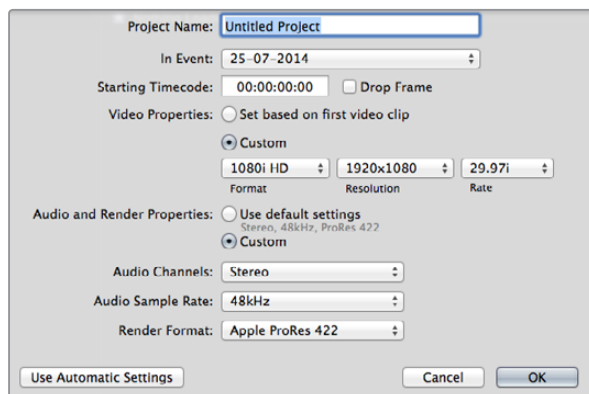 Project Name: Untitled Project
In Event: 25-07-2014
Starting Timecode: 00:00:00:00 Drop Frame
Video Properties: Set based on first video clip
Custom
1080i HD 1920x1080 29.97i
Format Resolution Rate
Audio and Render Properties: Use default settings
Stereo, 48kHz, ProRes 422
Custom
Audio Channels: Stereo
Audio Sample Rate: 48kHz
Render Format: Apple ProRes 422
Use Automatic Settings Cancel OK